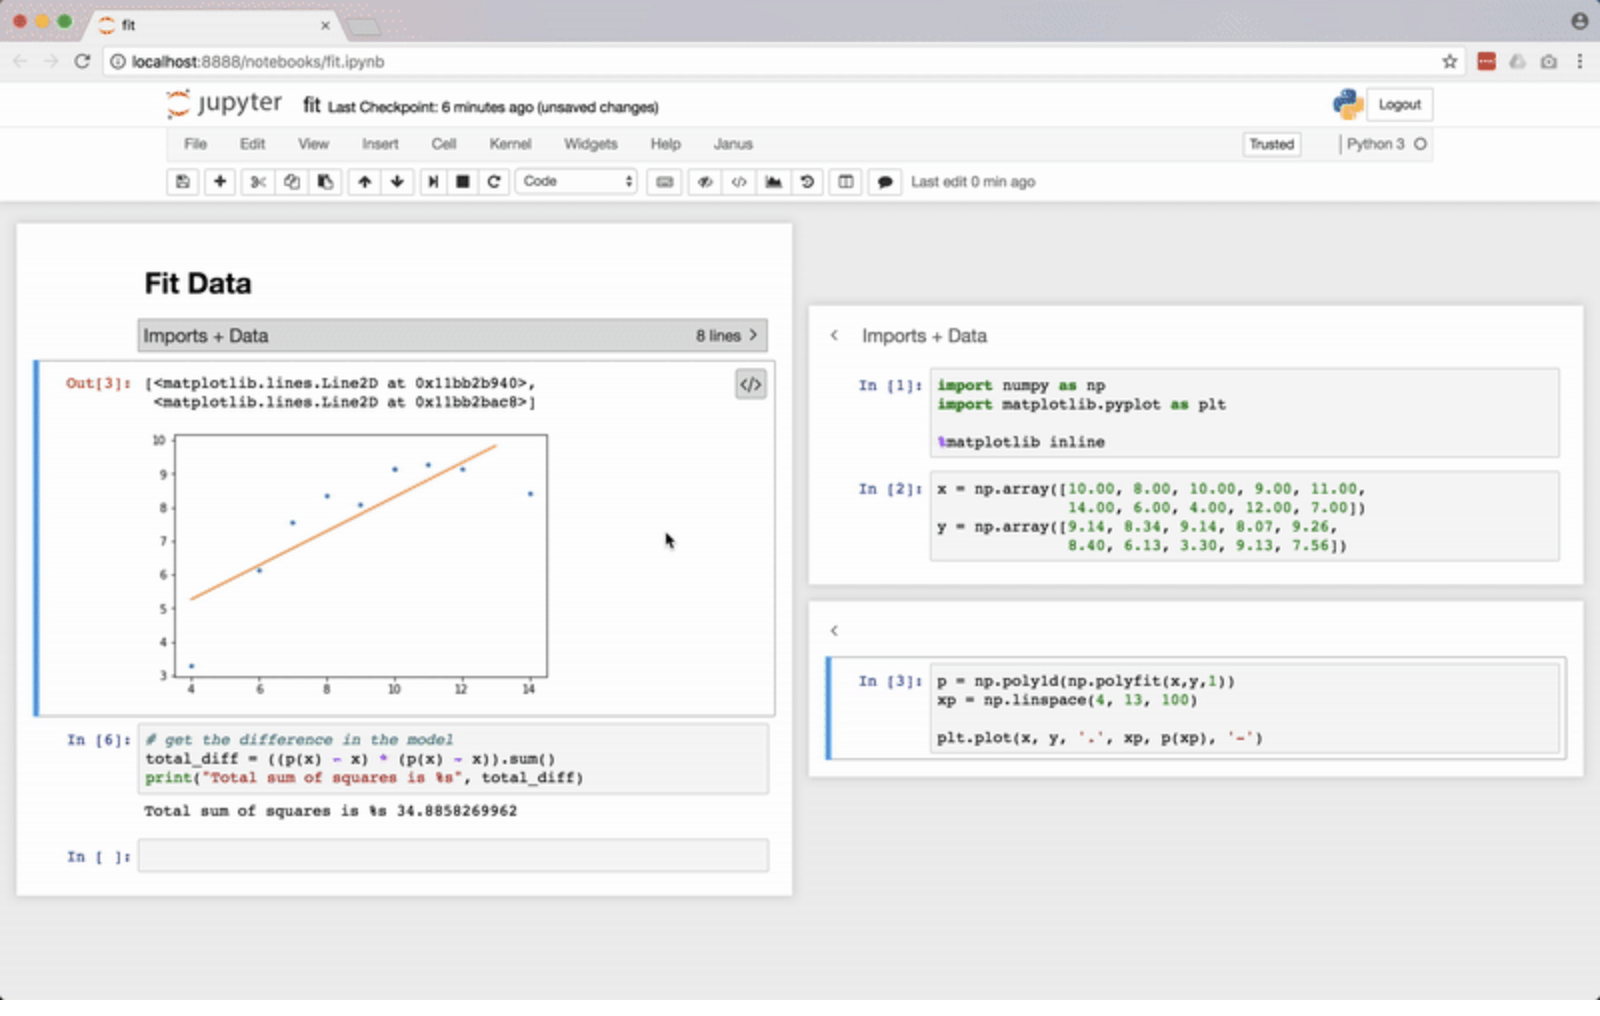 fit
localhost:8888/notebooks/fit.ipynb
jupyter fit Last Checkpoint: 6 minutes ago (unsaved changes)
Logout
File Edit View Insert Cell Kernel Widgets Help Janus
Trusted
Python 3
Code
Last edit 0 min ago
Fit Data
Imports + Data 8 lines
Out[3]: [<matplotlib.lines.Line2D at 0x11bb2b940>,
<matplotlib.lines.Line2D at 0x11bb2bac8>]
10
9
8
7
6
5
4
3
4 6 8 10 12 14
In [6]: # get the difference in the model
total_diff = ((p(x) - x) * (p(x) - x)).sum()
print("Total sum of squares is %s", total_diff)
Total sum of squares is %s 34.8858269962
In [ ]:
Imports + Data
In [1]: import numpy as np
import matplotlib.pyplot as plt
%matplotlib inline
In [2]: x = np.array([10.00, 8.00, 10.00, 9.00, 11.00,
14.00, 6.00, 4.00, 12.00, 7.00])
y = np.array([9.14, 8.34, 9.14, 8.07, 9.26,
8.40, 6.13, 3.30, 9.13, 7.56])
In [3]: p = np.poly1d(np.polyfit(x,y,1))
xp = np.linspace(4, 13, 100)
plt.plot(x, y, '.', xp, p(xp), '-')